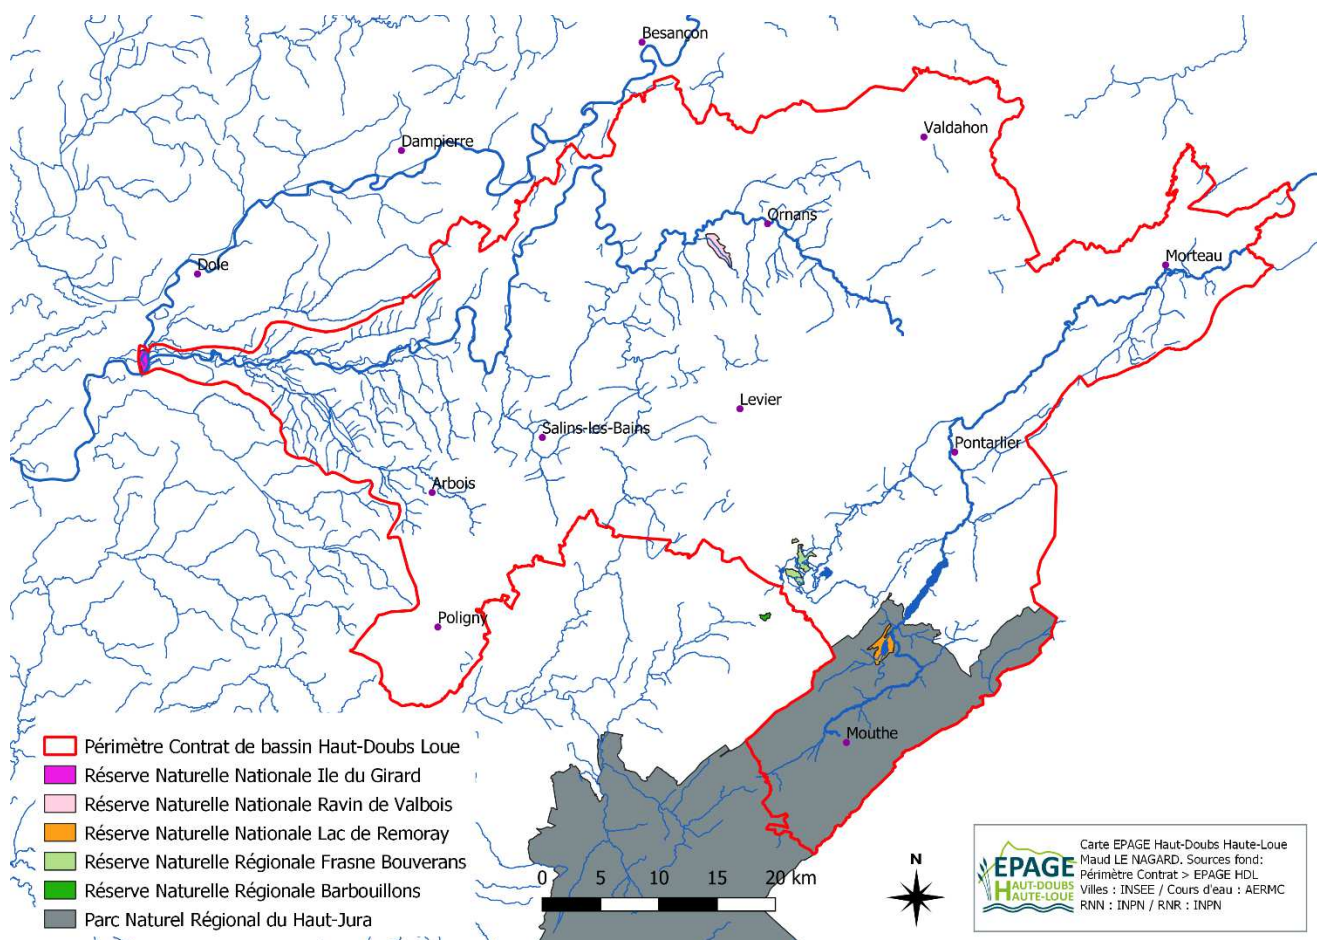 Besançon
Dampierre
Valdahon
Ornans
Dole
Morteau
Levier
Salins-les-Bains
Pontarlier
Arbois
Poligny
Mouthe
Périmètre Contrat de bassin Haut-Doubs Loue
Réserve Naturelle Nationale Ile du Girard
Réserve Naturelle Nationale Ravin de Valbois
Réserve Naturelle Nationale Lac de Remoray
Réserve Naturelle Régionale Frasne Bouverans
Réserve Naturelle Régionale Barbouillons
Parc Naturel Régional du Haut-Jura
0 5 10 15 20 km
N
EPAGE
HAUT-DOUBS
HAUTE-LOUE
Carte EPAGE Haut-Doubs Haute-Loue
Maud LE NAGARD. Sources fond:
Périmètre Contrat > EPAGE HDL
Villes : INSEE / Cours d'eau : AERMC
RNN : INPN / RNR : INPN